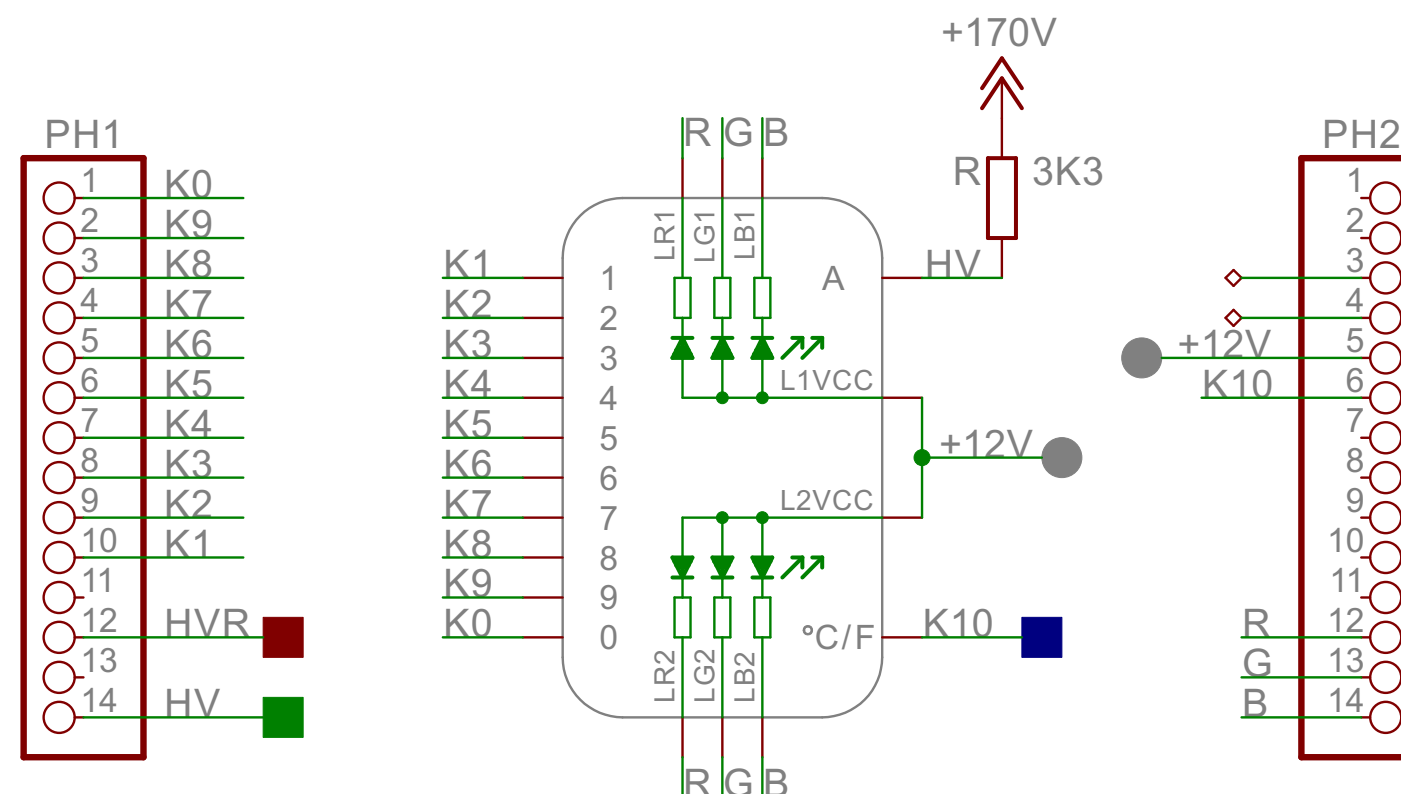 +170V
PH1
R G B
PH2
R 3K3
1 K0
2 K9
3 K8
4 K7
5 K6
6 K5
7 K4
8 K3
9 K2
10 K1
11
12 HVR
13
14 HV
LR1 LG1 LB1
K1 1
K2 2
K3 3
K4 4
K5 5
K6 6
K7 7
K8 8
K9 9
K0 0
A HV
L1VCC
+12V
L2VCC
°C/F K10
LR2 LG2 LB2
R G B
1
2
3
4
+12V 5
K10 6
7
8
9
10
11
R 12
G 13
B 14